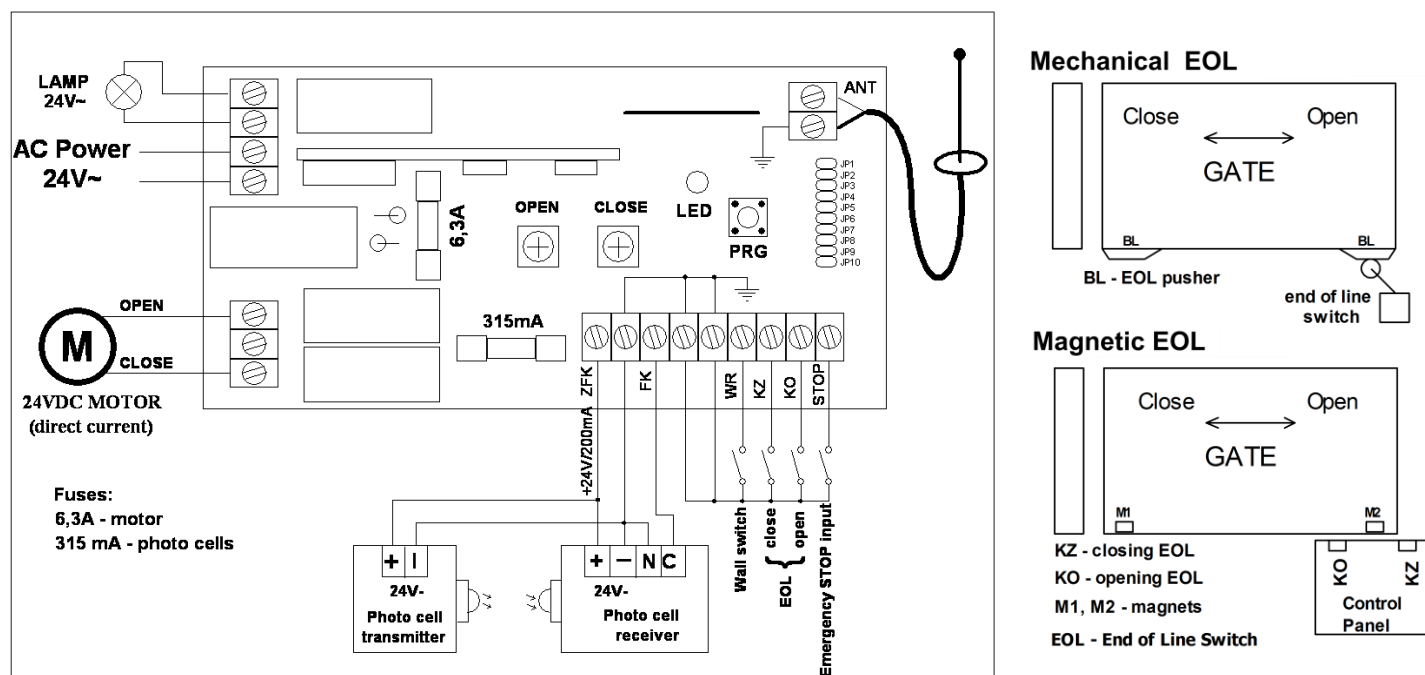 LAMP
24V~
AC Power
24V~
ANT
JP1
JP2
JP3
JP4
JP5
JP6
JP7
JP8
JP9
JP10
6,3A
OPEN
CLOSE
LED
PRG
OPEN
M
CLOSE
24VDC MOTOR
(direct current)
315mA
+24V/200mA ZFK
FK
WR
KZ
KO
STOP
Fuses:
6,3A - motor
315 mA - photo cells
+ I
24V-
Photo cell
transmitter
+ – N C
24V-
Photo cell
receiver
Wall switch
close
open
EOL
Emergency STOP input
Mechanical EOL
Close
Open
GATE
BL
BL
BL - EOL pusher
end of line
switch
Magnetic EOL
Close
Open
GATE
M1
M2
KZ - closing EOL
KO - opening EOL
M1, M2 - magnets
EOL - End of Line Switch
KO
KZ
Control
Panel